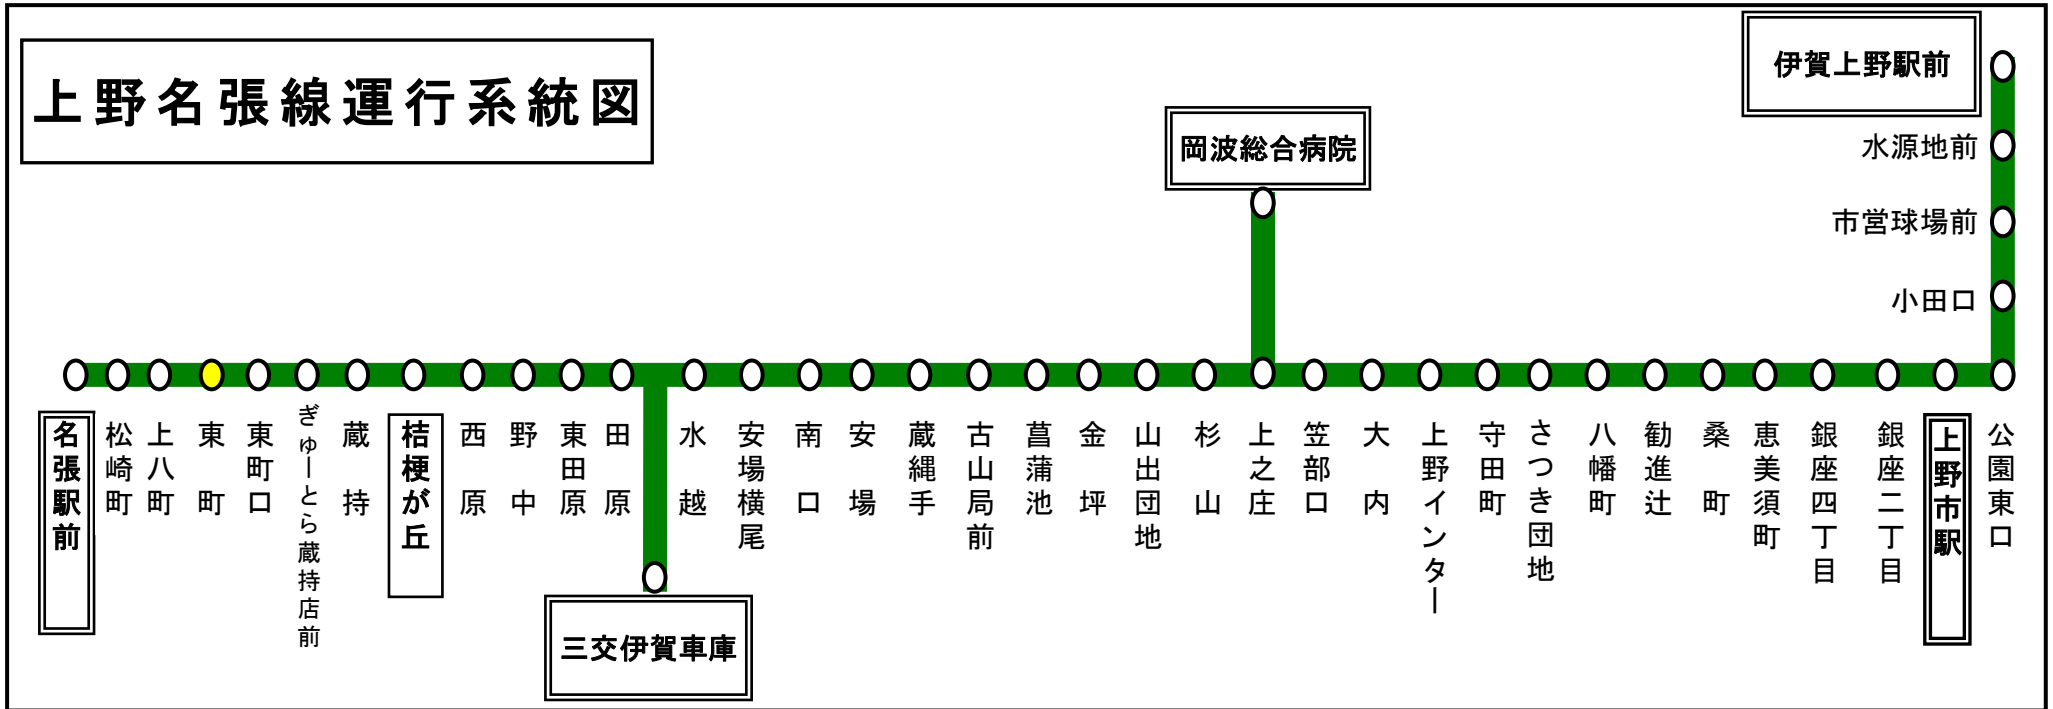 上野名張線運行系統図
伊賀上野駅前
岡波総合病院
水源地前
市営球場前
小田口
名張駅前
松崎町
上八町
東町
東町口
ぎゅーとら蔵持店前
蔵持
桔梗が丘
西原
野中
東田原
田原
水越
安場横尾
南口
安場
蔵縄手
古山局前
菖蒲池
金坪
山出団地
杉山
上之庄
笠部口
大内
上野インター
守田町
さつき団地
八幡町
勧進辻
桑町
恵美須町
銀座四丁目
銀座二丁目
上野市駅
公園東口
三交伊賀車庫